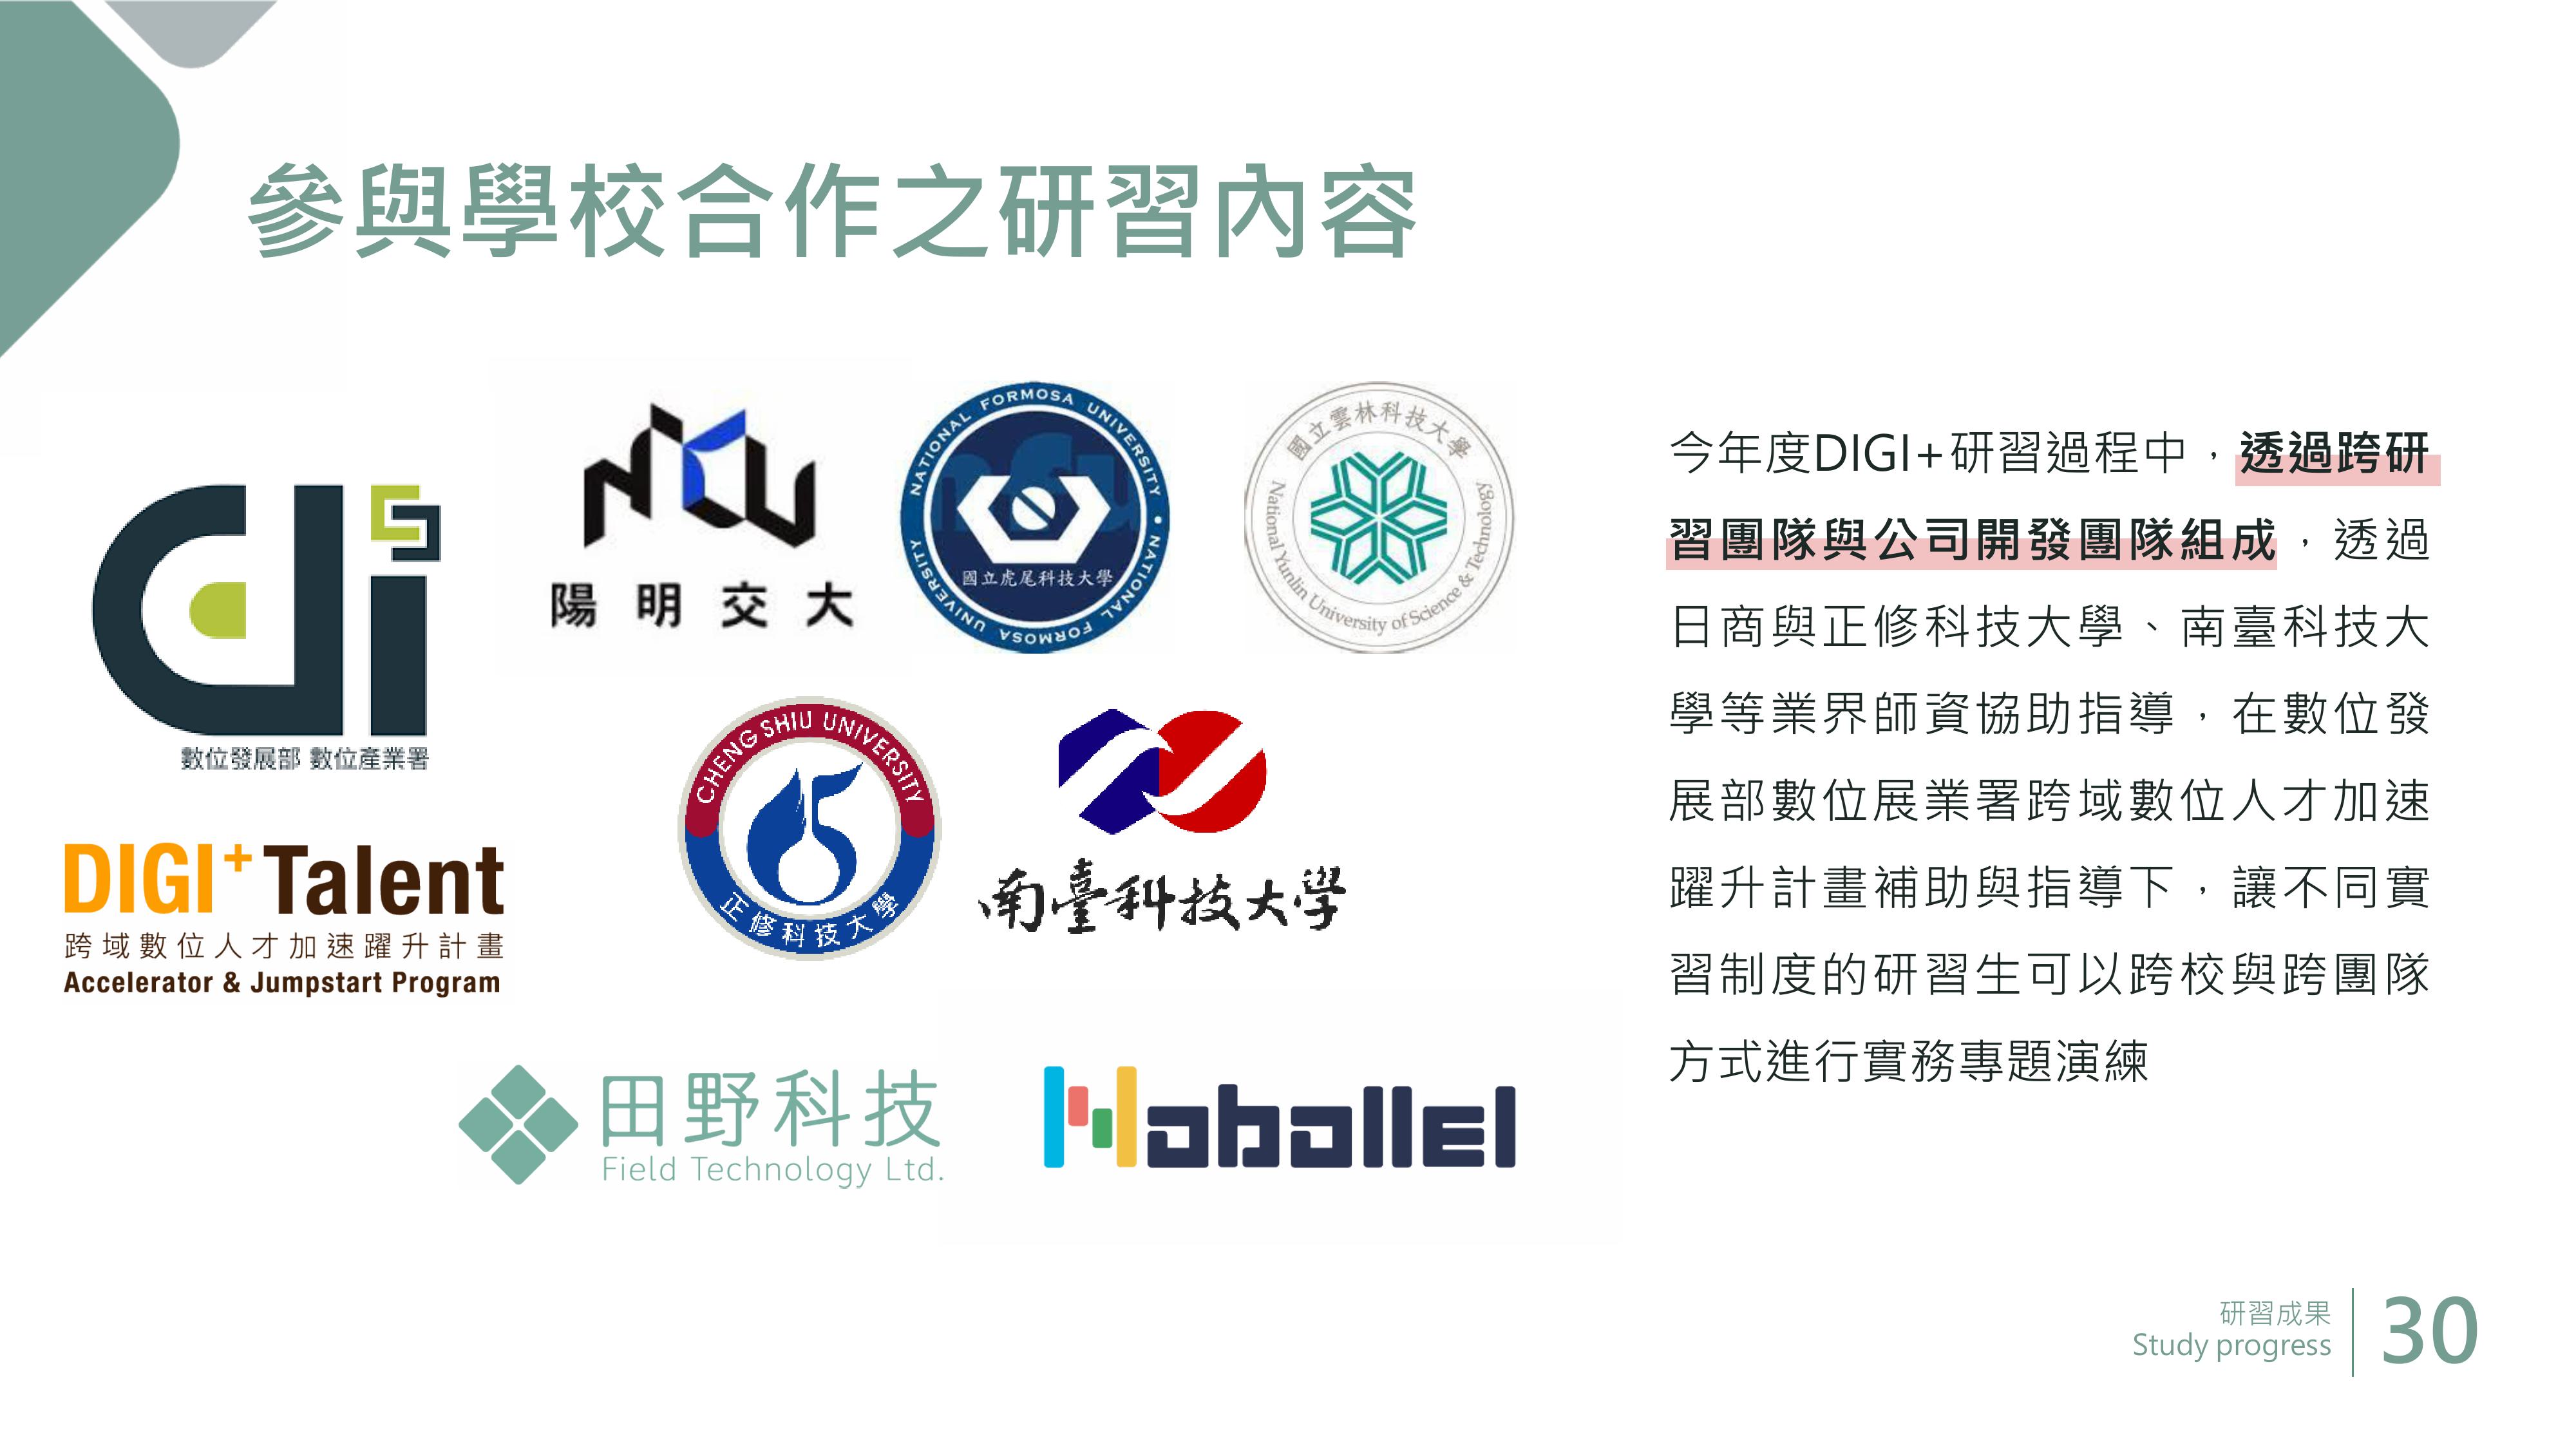 參與學校合作之研習內容
數位發展部 數位產業署
DIGI+Talent
跨域數位人才加速躍升計畫
Accelerator & Jumpstart Program
陽明交大
NATIONAL FORMOSA UNIVERSITY • NATIONAL FORMOSA UNIVERSITY
國立虎尾科技大學
國立雲林科技大學
National Yunlin University of Science & Technology
CHENG SHIU UNIVERSITY
正修科技大學
南臺科技大學
田野科技
Field Technology Ltd.
Moballel
今年度DIGI+研習過程中，透過跨研
習團隊與公司開發團隊組成，透過
日商與正修科技大學、南臺科技大
學等業界師資協助指導，在數位發
展部數位展業署跨域數位人才加速
躍升計畫補助與指導下，讓不同實
習制度的研習生可以跨校與跨團隊
方式進行實務專題演練
研習成果
Study progress
30